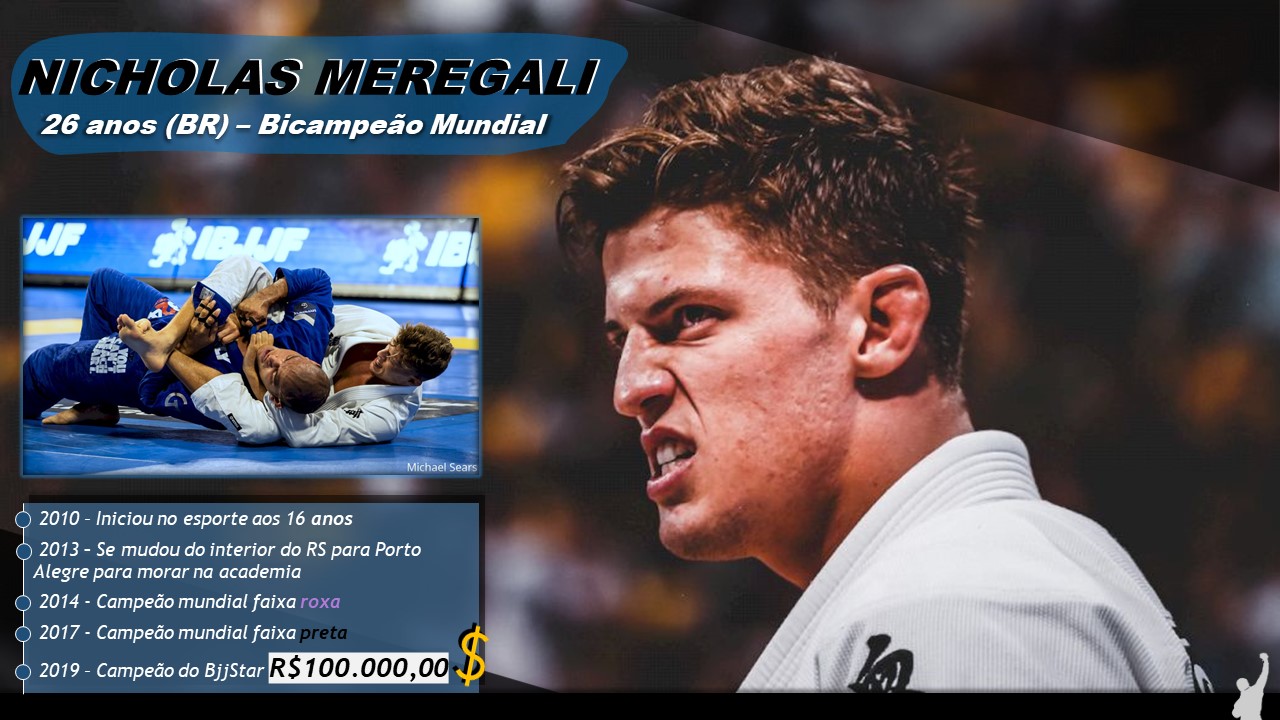 NICHOLAS MEREGALI
26 anos (BR) – Bicampeão Mundial
IJJF
IBJJF
IB
Michael Sears
2010 – Iniciou no esporte aos 16 anos
2013 – Se mudou do interior do RS para Porto
Alegre para morar na academia
2014 - Campeão mundial faixa roxa
2017 - Campeão mundial faixa preta
2019 – Campeão do BjjStar R$100.000,00 $